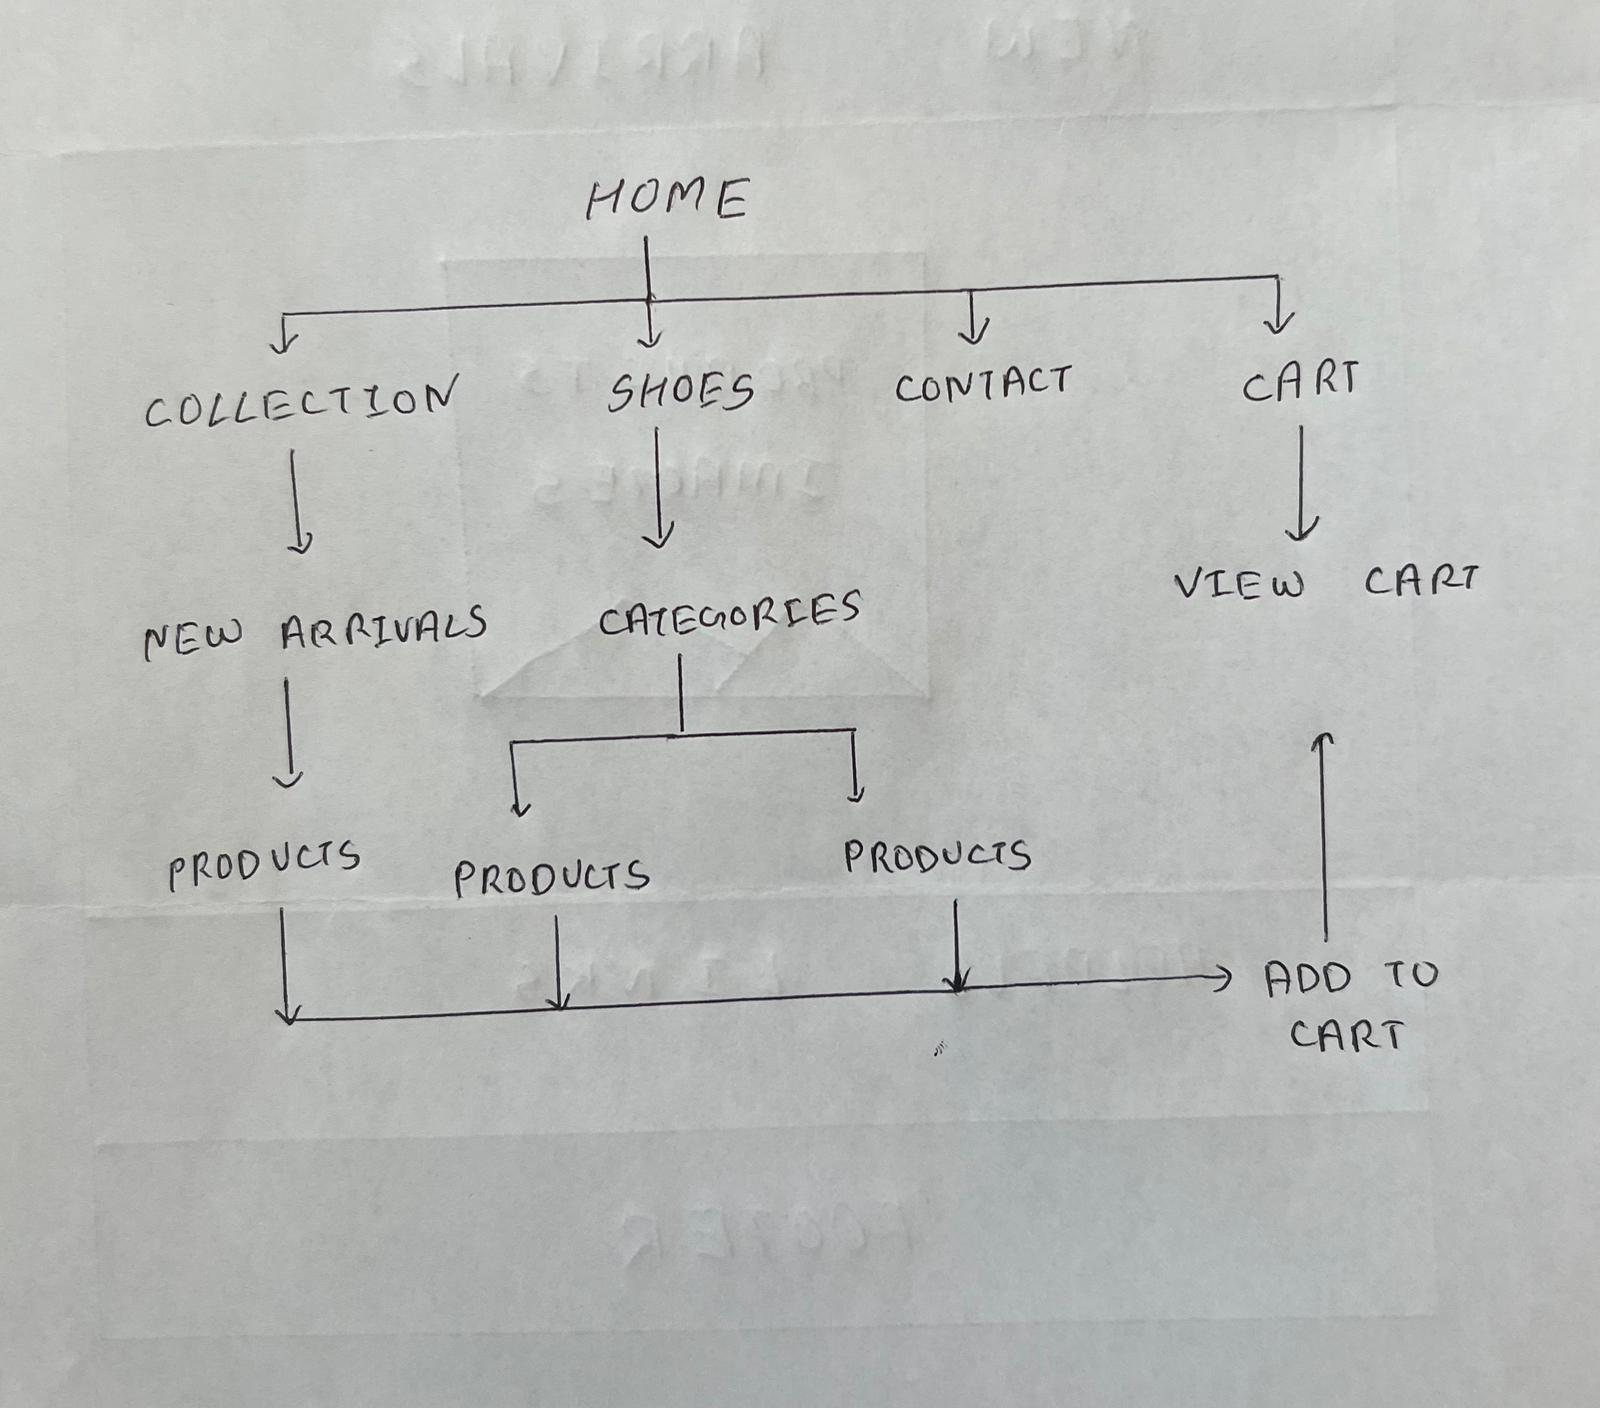 HOME
COLLECTION SHOES CONTACT CART
NEW ARRIVALS CATEGORIES VIEW CART
PRODUCTS PRODUCTS PRODUCTS
ADD TO
CART